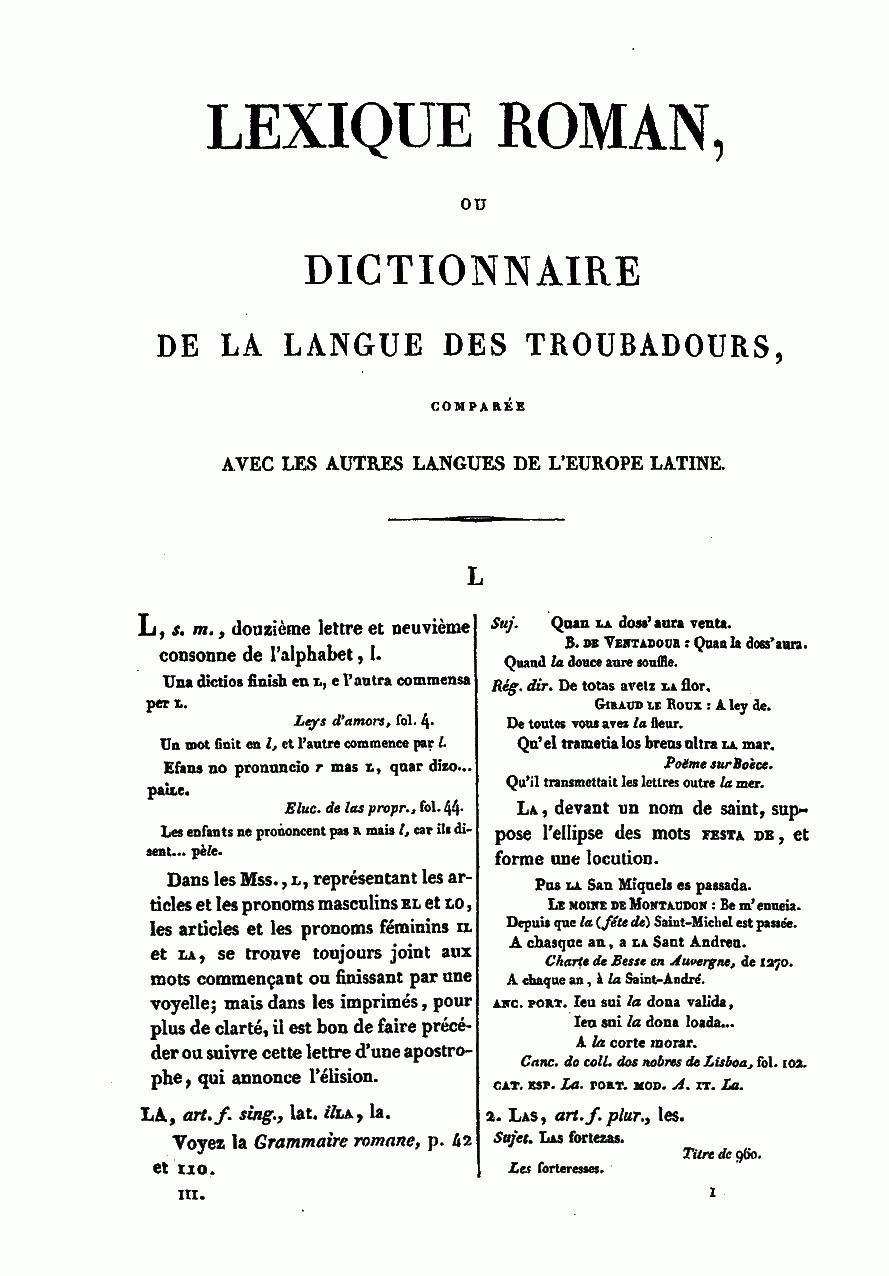 LEXIQUE ROMAN,
OU
DICTIONNAIRE
DE LA LANGUE DES TROUBADOURS,
COMPARÉE
AVEC LES AUTRES LANGUES DE L'EUROPE LATINE.
L
L, s. m., douzième lettre et neuvième
consonne de l'alphabet, l.
Una dictios finish en L, e l'autra commensa
per L.
Leys d'amors, fol. 4.
Un mot finit en l, et l'autre commence par l.
Efans no pronuncio r mas L, quar dizo...
paiLe.
Eluc. de las propr., fol. 44.
Les enfants ne prononcent pas R mais l, car ils di-
sent... pèle.
Dans les Mss., L, représentant les ar-
ticles et les pronoms masculins EL et LO,
les articles et les pronoms féminins IL
et LA, se trouve toujours joint aux
mots commençant ou finissant par une
voyelle; mais dans les imprimés, pour
plus de clarté, il est bon de faire précé-
der ou suivre cette lettre d'une apostro-
phe, qui annonce l'élision.
LA, art. f. sing., lat. ilLA, la.
Voyez la Grammaire romane, p. 42
et 110.
Suj. Quan LA doss' aura venta.
B. DE VENTADOUR : Quan la doss' aura.
Quand la douce aure souffle.
Rég. dir. De totas avetz LA flor.
GIRAUD LE ROUX : A ley de.
De toutes vous avez la fleur.
Qu'el trametia los breus ultra LA mar.
Poëme sur Boèce.
Qu'il transmettait les lettres outre la mer.
LA, devant un nom de saint, sup-
pose l'ellipse des mots FESTA DE, et
forme une locution.
Pus LA San Miquels es passada.
LE MOINE DE MONTAUDON : Be m'enueia.
Depuis que la (fête de) Saint-Michel est passée.
A chasque an, a LA Sant Andreu.
Charte de Besse en Auvergne, de 1270.
A chaque an, à la Saint-André.
ANC. PORT. Ieu sui la dona valida,
Ieu sui la dona loada...
A la corte morar.
Canc. do coll. dos nobres de Lisboa, fol. 102.
CAT. ESP. La. PORT. MOD. A. IT. La.
2. LAS, art. f. plur., les.
Sujet. LAS fortezas.
Titre de 960.
Les forteresses.
III.
1